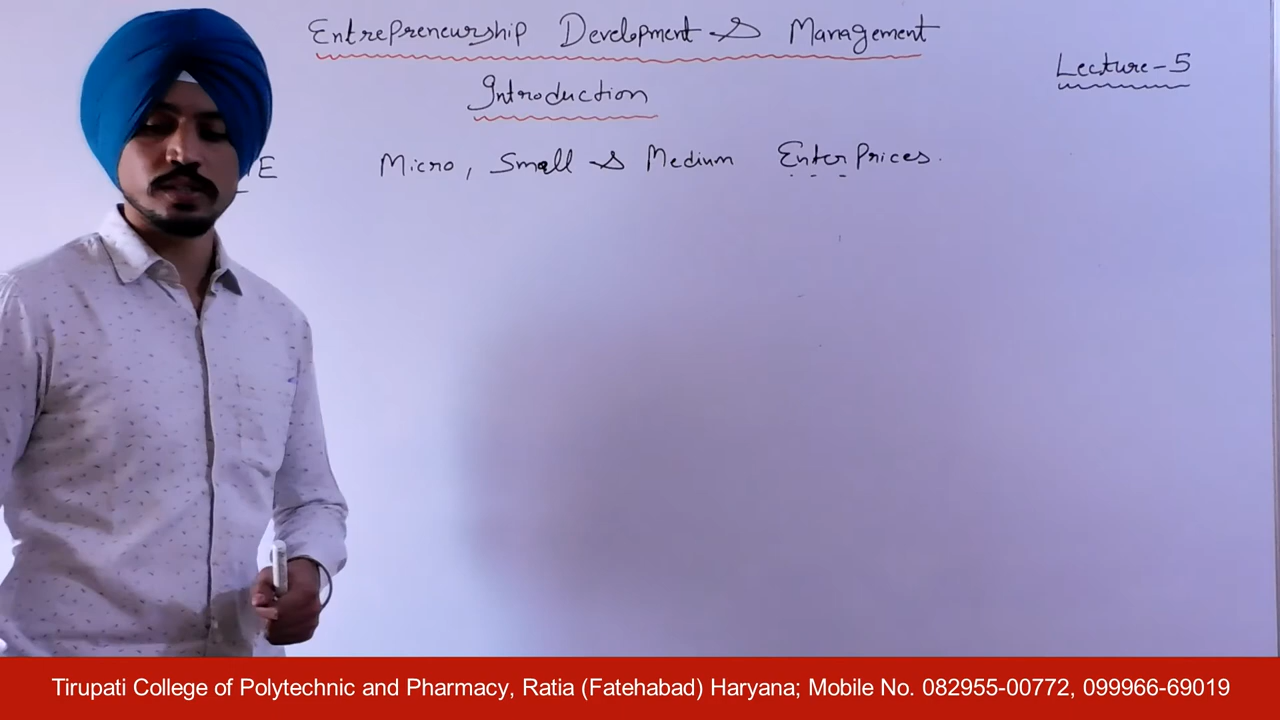 Entrepreneurship Development & Management
Lecture-5
Introduction
E Micro, Small & Medium Enterprices.
Tirupati College of Polytechnic and Pharmacy, Ratia (Fatehabad) Haryana; Mobile No. 082955-00772, 099966-69019